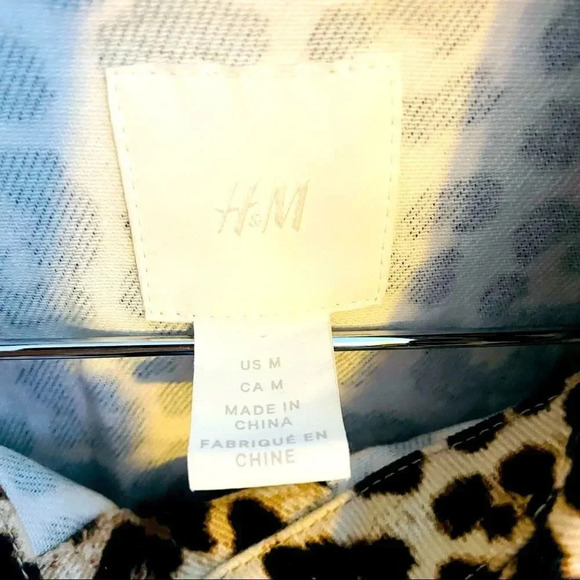 H&M
US M
CA M
MADE IN
CHINA
FABRIQUÉ EN
CHINE